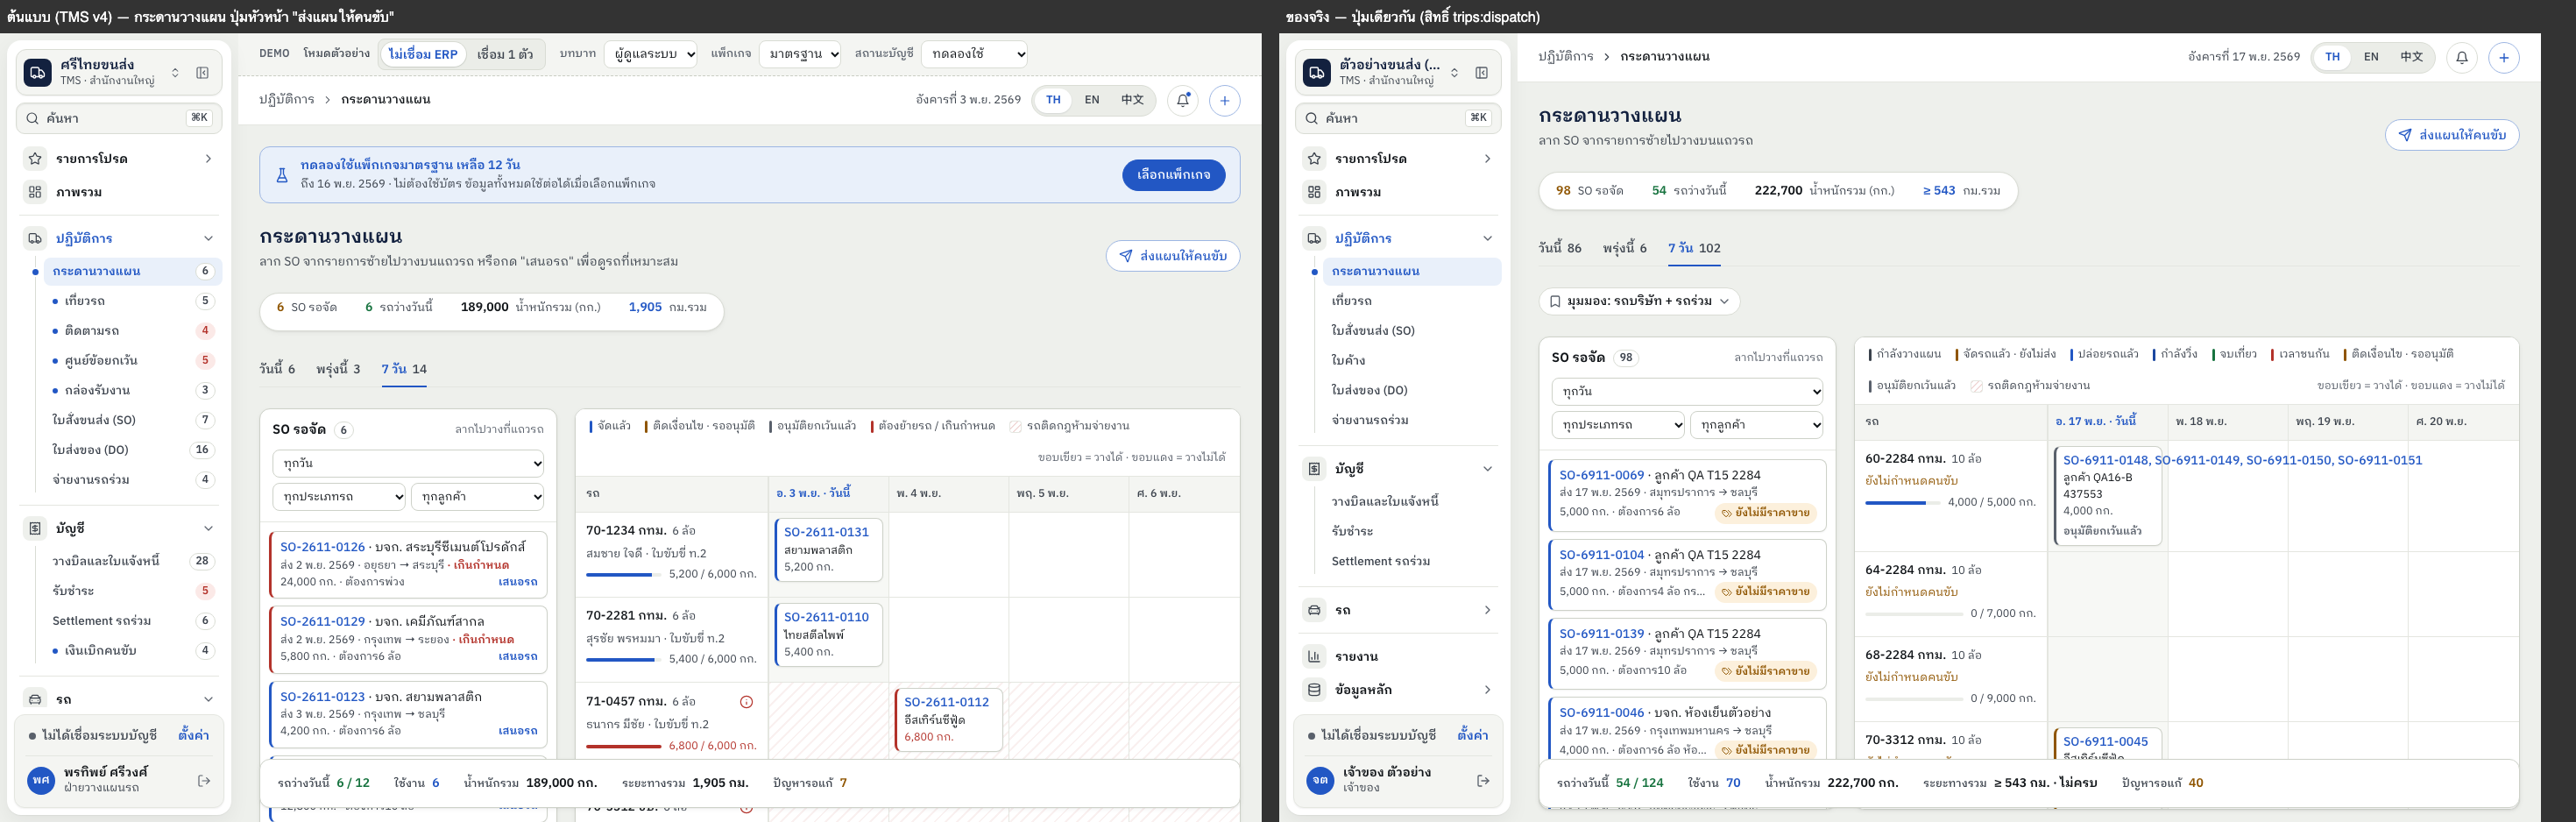 ต้นแบบ (TMS v4) — กระดานวางแผน ปุ่มหัวหน้า "ส่งแผนให้คนขับ"
ศรีไทยขนส่ง
TMS · สำนักงานใหญ่
ค้นหา ⌘K
รายการโปรด
ภาพรวม
ปฏิบัติการ
กระดานวางแผน 6
เที่ยวรถ 5
ติดตามรถ 4
ศูนย์ข้อยกเว้น 5
กล่องรับงาน 3
ใบสั่งขนส่ง (SO) 7
ใบส่งของ (DO) 16
จ่ายงานรถร่วม 4
บัญชี
วางบิลและใบแจ้งหนี้ 28
รับชำระ 5
Settlement รถร่วม 6
เงินเบิกคนขับ 4
รถ
ไม่ได้เชื่อมระบบบัญชี ตั้งค่า
พศ พรทิพย์ ศรีวงศ์
ฝ่ายวางแผนรถ
DEMO โหมดตัวอย่าง ไม่เชื่อม ERP เชื่อม 1 ตัว บทบาท ผู้ดูแลระบบ แพ็กเกจ มาตรฐาน สถานะบัญชี ทดลองใช้
ปฏิบัติการ > กระดานวางแผน อังคารที่ 3 พ.ย. 2569 TH EN 中文 +
ทดลองใช้แพ็กเกจมาตรฐาน เหลือ 12 วัน
ถึง 16 พ.ย. 2569 · ไม่ต้องใช้บัตร ข้อมูลทั้งหมดใช้ต่อได้เมื่อเลือกแพ็กเกจ
เลือกแพ็กเกจ
กระดานวางแผน
ลาก SO จากรายการซ้ายไปวางบนแถวรถ หรือกด "เสนอรถ" เพื่อดูรถที่เหมาะสม
ส่งแผนให้คนขับ
6 SO รอจัด 6 รถว่างวันนี้ 189,000 น้ำหนักรวม (กก.) 1,905 กม.รวม
วันนี้ 6 พรุ่งนี้ 3 7 วัน 14
SO รอจัด 6 ลากไปวางที่แถวรถ
ทุกวัน
ทุกประเภทรถ ทุกลูกค้า
SO-2611-0126 · บจก. สระบุรีซีเมนต์โปรดักส์
ส่ง 2 พ.ย. 2569 · อยุธยา → สระบุรี · เกินกำหนด
24,000 กก. · ต้องการพ่วง เสนอรถ
SO-2611-0129 · บจก. เคมีภัณฑ์สากล
ส่ง 2 พ.ย. 2569 · กรุงเทพ → ระยอง · เกินกำหนด
5,800 กก. · ต้องการ6 ล้อ เสนอรถ
SO-2611-0123 · บจก. สยามพลาสติก
ส่ง 3 พ.ย. 2569 · กรุงเทพ → ชลบุรี
4,200 กก. · ต้องการ6 ล้อ เสนอรถ
จัดแล้ว ติดเงื่อนไข · รออนุมัติ อนุมัติยกเว้นแล้ว ต้องย้ายรถ / เกินกำหนด รถติดกฎห้ามจ่ายงาน
ขอบเขียว = วางได้ · ขอบแดง = วางไม่ได้
รถ อ. 3 พ.ย. · วันนี้ พ. 4 พ.ย. พฤ. 5 พ.ย. ศ. 6 พ.ย.
70-1234 กทม. 6 ล้อ
สมชาย ใจดี · ใบขับขี่ ท.2
5,200 / 6,000 กก.
SO-2611-0131
สยามพลาสติก
5,200 กก.
70-2281 กทม. 6 ล้อ
สุรชัย พรหมมา · ใบขับขี่ ท.2
5,400 / 6,000 กก.
SO-2611-0110
ไทยสตีลไพพ์
5,400 กก.
71-0457 กทม. 6 ล้อ
ธนากร มีชัย · ใบขับขี่ ท.2
6,800 / 6,000 กก.
SO-2611-0112
อีสเทิร์นซีฟู้ด
6,800 กก.
รถว่างวันนี้ 6 / 12 ใช้งาน 6 น้ำหนักรวม 189,000 กก. ระยะทางรวม 1,905 กม. ปัญหารอแก้ 7
ของจริง — ปุ่มเดียวกัน (สิทธิ์ trips:dispatch)
ตัวอย่างขนส่ง (...
TMS · สำนักงานใหญ่
ค้นหา ⌘K
รายการโปรด
ภาพรวม
ปฏิบัติการ
กระดานวางแผน
เที่ยวรถ
ใบสั่งขนส่ง (SO)
ใบค้าง
ใบส่งของ (DO)
จ่ายงานรถร่วม
บัญชี
วางบิลและใบแจ้งหนี้
รับชำระ
Settlement รถร่วม
รถ
รายงาน
ข้อมูลหลัก
ไม่ได้เชื่อมระบบบัญชี ตั้งค่า
จต เจ้าของ ตัวอย่าง
เจ้าของ
ปฏิบัติการ > กระดานวางแผน อังคารที่ 17 พ.ย. 2569 TH EN 中文 +
กระดานวางแผน
ลาก SO จากรายการซ้ายไปวางบนแถวรถ
ส่งแผนให้คนขับ
98 SO รอจัด 54 รถว่างวันนี้ 222,700 น้ำหนักรวม (กก.) ≥ 543 กม.รวม
วันนี้ 86 พรุ่งนี้ 6 7 วัน 102
มุมมอง: รถบริษัท + รถร่วม
SO รอจัด 98 ลากไปวางที่แถวรถ
ทุกวัน
ทุกประเภทรถ ทุกลูกค้า
SO-6911-0069 · ลูกค้า QA T15 2284
ส่ง 17 พ.ย. 2569 · สมุทรปราการ → ชลบุรี
5,000 กก. · ต้องการ6 ล้อ ยังไม่มีราคาขาย
SO-6911-0104 · ลูกค้า QA T15 2284
ส่ง 17 พ.ย. 2569 · สมุทรปราการ → ชลบุรี
5,000 กก. · ต้องการ4 ล้อ กร... ยังไม่มีราคาขาย
SO-6911-0139 · ลูกค้า QA T15 2284
ส่ง 17 พ.ย. 2569 · สมุทรปราการ → ชลบุรี
5,000 กก. · ต้องการ10 ล้อ ยังไม่มีราคาขาย
SO-6911-0046 · บจก. ห้องเย็นตัวอย่าง
ส่ง 17 พ.ย. 2569 · กรุงเทพมหานคร → ชลบุรี
4,000 กก. · ต้องการ6 ล้อ ห้อ... ยังไม่มีราคาขาย
กำลังวางแผน จัดรถแล้ว · ยังไม่ส่ง ปล่อยรถแล้ว กำลังวิ่ง จบเที่ยว เวลาชนกัน ติดเงื่อนไข · รออนุมัติ
อนุมัติยกเว้นแล้ว รถติดกฎห้ามจ่ายงาน ขอบเขียว = วางได้ · ขอบแดง = วางไม่ได้
รถ อ. 17 พ.ย. · วันนี้ พ. 18 พ.ย. พฤ. 19 พ.ย. ศ. 20 พ.ย.
60-2284 กทม. 10 ล้อ
ยังไม่กำหนดคนขับ
4,000 / 5,000 กก.
SO-6911-0148, SO-6911-0149, SO-6911-0150, SO-6911-0151
ลูกค้า QA16-B
437553
4,000 กก.
อนุมัติยกเว้นแล้ว
64-2284 กทม. 10 ล้อ
ยังไม่กำหนดคนขับ
0 / 7,000 กก.
68-2284 กทม. 10 ล้อ
ยังไม่กำหนดคนขับ
0 / 9,000 กก.
70-3312 กทม. 10 ล้อ
SO-6911-0045
รถว่างวันนี้ 54 / 124 ใช้งาน 70 น้ำหนักรวม 222,700 กก. ระยะทางรวม ≥ 543 กม. · ไม่ครบ ปัญหารอแก้ 40